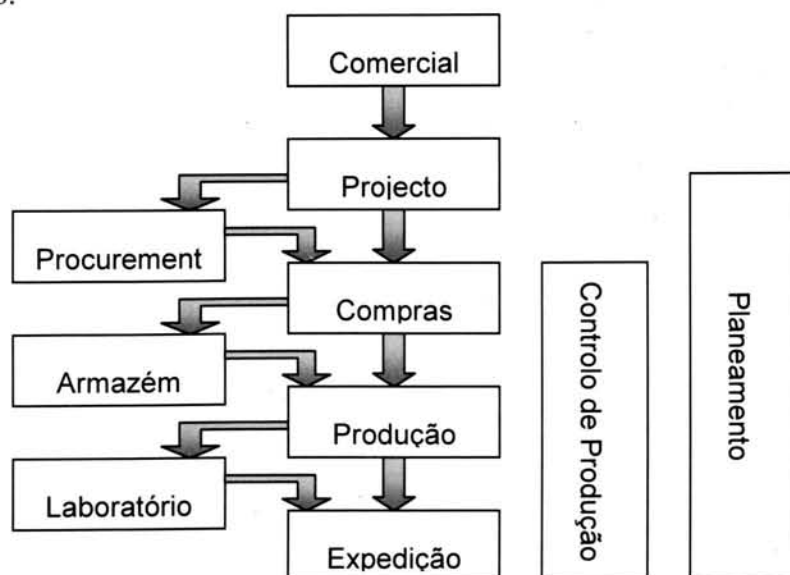 Comercial
Projecto
Procurement
Compras
Armazém
Produção
Laboratório
Expedição
Controlo de Produção
Planeamento